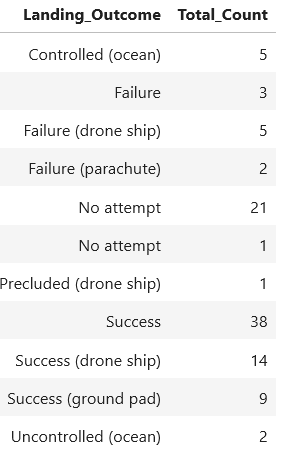 Landing_Outcome Total_Count
Controlled (ocean) 5
Failure 3
Failure (drone ship) 5
Failure (parachute) 2
No attempt 21
No attempt 1
Precluded (drone ship) 1
Success 38
Success (drone ship) 14
Success (ground pad) 9
Uncontrolled (ocean) 2